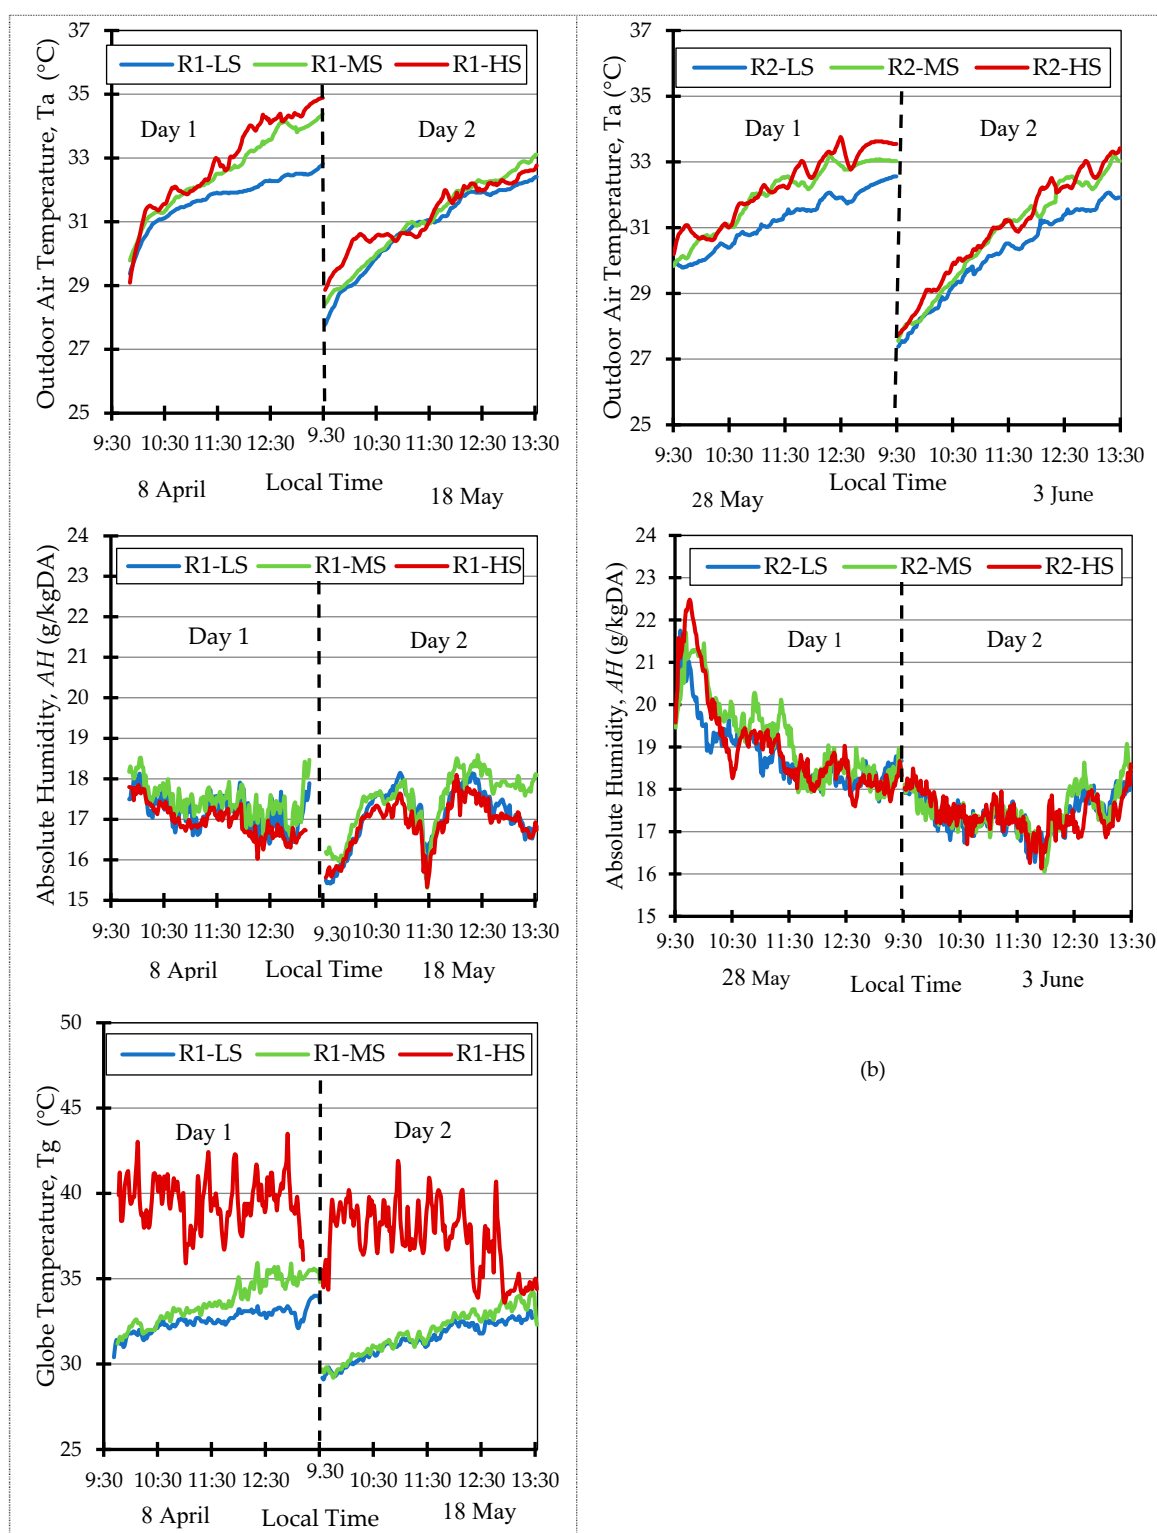 37
35
33
31
29
27
25
Outdoor Air Temperature, Ta (°C)
R1-LS R1-MS R1-HS
Day 1
Day 2
9:30 10:30 11:30 12:30 9.30 10:30 11:30 12:30 13:30
8 April
Local Time
18 May
37
35
33
31
29
27
25
Outdoor Air Temperature, Ta (°C)
R2-LS R2-MS R2-HS
Day 1
Day 2
9:30 10:30 11:30 12:30 9:30 10:30 11:30 12:30 13:30
28 May
Local Time
3 June
24
23
22
21
20
19
18
17
16
15
Absolute Humidity, AH (g/kgDA)
R1-LS R1-MS R1-HS
Day 1
Day 2
9:30 10:30 11:30 12:30 9.30 10:30 11:30 12:30 13:30
8 April
Local Time
18 May
24
23
22
21
20
19
18
17
16
15
Absolute Humidity, AH (g/kgDA)
R2-LS R2-MS R2-HS
Day 1
Day 2
9:30 10:30 11:30 12:30 9:30 10:30 11:30 12:30 13:30
28 May
Local Time
3 June
50
45
40
35
30
25
Globe Temperature, Tg (°C)
R1-LS R1-MS R1-HS
Day 1
Day 2
9:30 10:30 11:30 12:30 9.30 10:30 11:30 12:30 13:30
8 April
Local Time
18 May
(b)